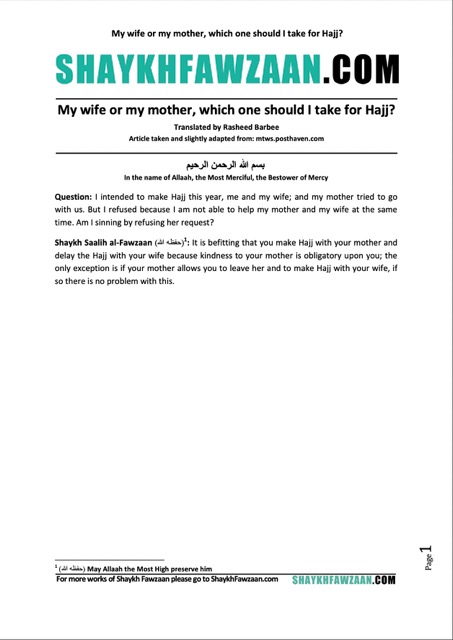 My wife or my mother, which one should I take for Hajj?
SHAYKHFAWZAAN.COM
My wife or my mother, which one should I take for Hajj?
Translated by Rasheed Barbee
Article taken and slightly adapted from: mtws.posthaven.com
بسم الله الرحمن الرحيم
In the name of Allaah, the Most Merciful, the Bestower of Mercy
Question: I intended to make Hajj this year, me and my wife; and my mother tried to go
with us. But I refused because I am not able to help my mother and my wife at the same
time. Am I sinning by refusing her request?
Shaykh Saalih al-Fawzaan (حفظه الله)1: It is befitting that you make Hajj with your mother and
delay the Hajj with your wife because kindness to your mother is obligatory upon you; the
only exception is if your mother allows you to leave her and to make Hajj with your wife, if
so there is no problem with this.
1 (حفظه الله) May Allaah the Most High preserve him
For more works of Shaykh Fawzaan please go to ShaykhFawzaan.com
SHAYKHFAWZAAN.COM
Page1